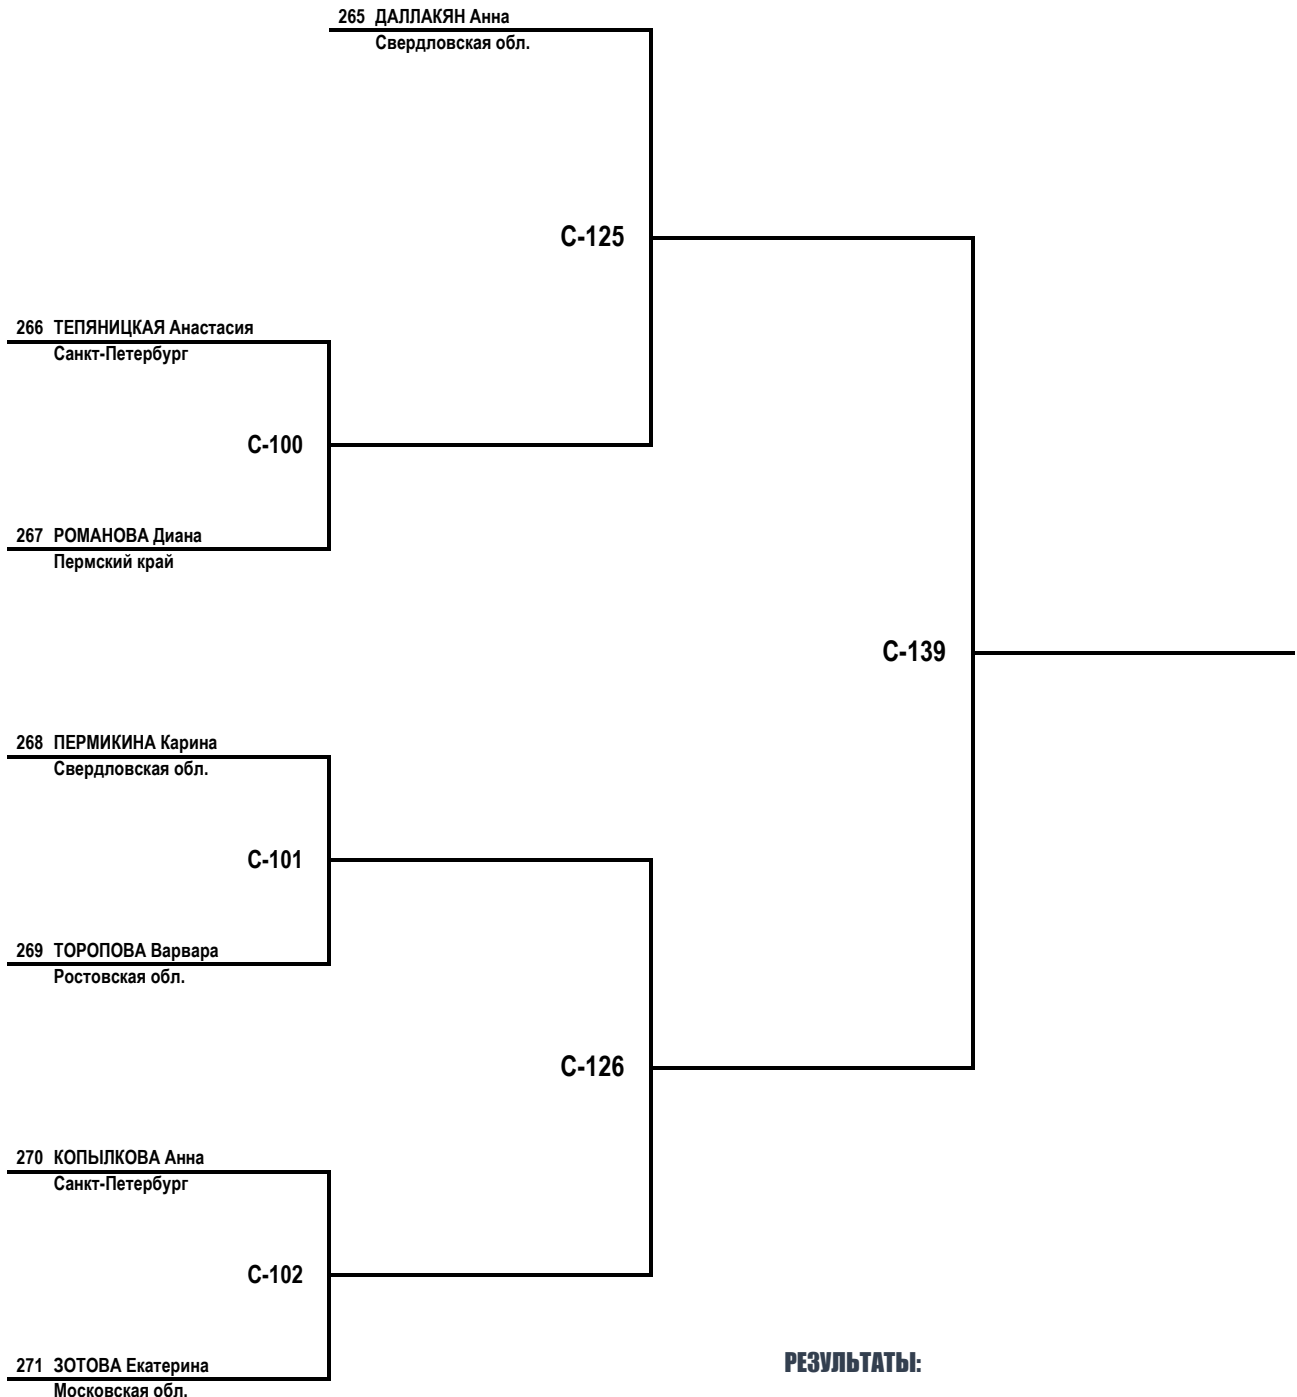 265 ДАЛЛАКЯН Анна
Свердловская обл.
C-125
266 ТЕПЯНИЦКАЯ Анастасия
Санкт-Петербург
C-100
267 РОМАНОВА Диана
Пермский край
C-139
268 ПЕРМИКИНА Карина
Свердловская обл.
C-101
269 ТОРОПОВА Варвара
Ростовская обл.
C-126
270 КОПЫЛКОВА Анна
Санкт-Петербург
C-102
271 ЗОТОВА Екатерина
Московская обл.
РЕЗУЛЬТАТЫ: